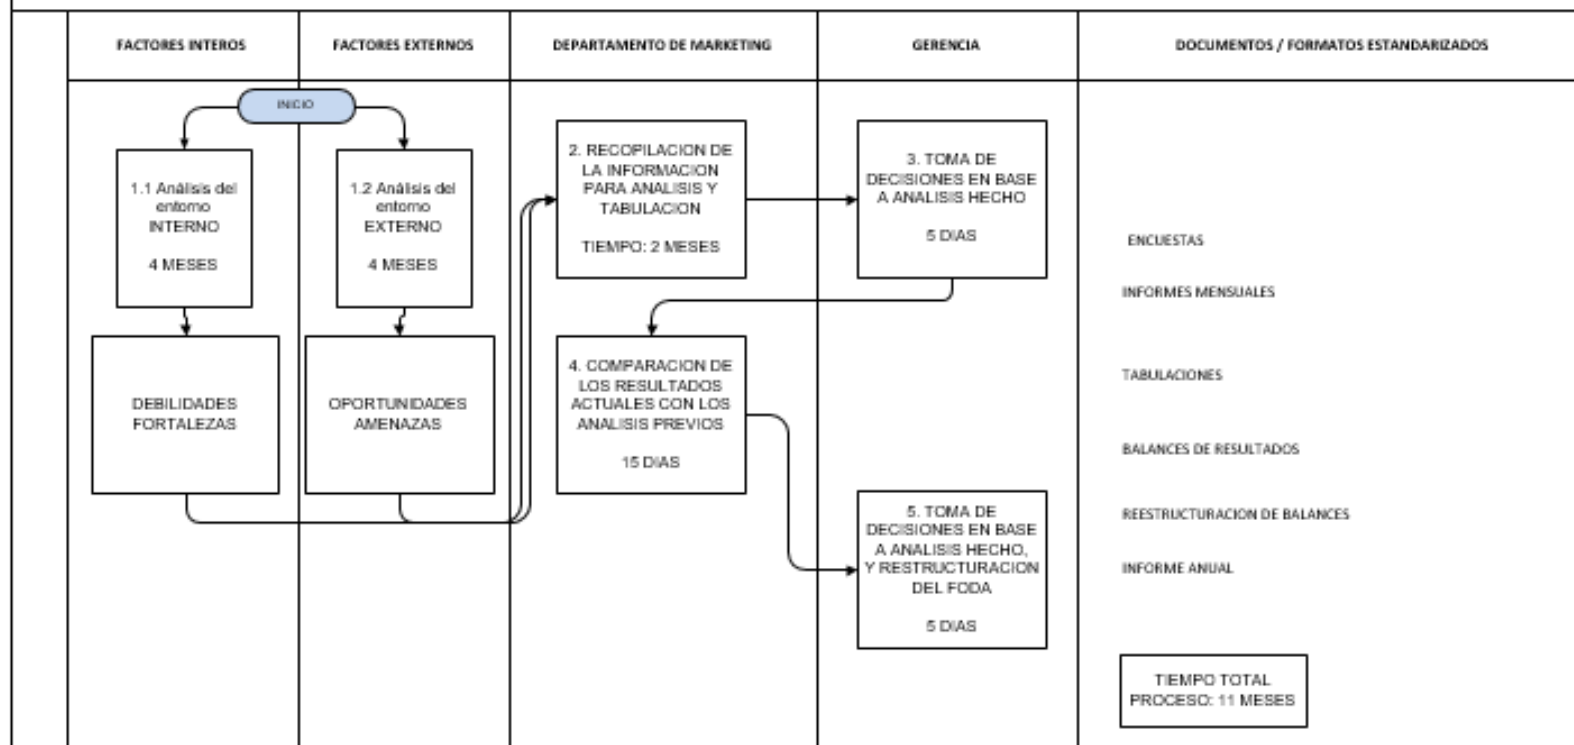 FACTORES INTEROS
FACTORES EXTERNOS
DEPARTAMENTO DE MARKETING
GERENCIA
DOCUMENTOS / FORMATOS ESTANDARIZADOS
INICIO
1.1 Análisis del
entorno
INTERNO
4 MESES
1.2 Análisis del
entorno
EXTERNO
4 MESES
2. RECOPILACION DE
LA INFORMACION
PARA ANALISIS Y
TABULACION
TIEMPO: 2 MESES
3. TOMA DE
DECISIONES EN BASE
A ANALISIS HECHO
5 DIAS
DEBILIDADES
FORTALEZAS
OPORTUNIDADES
AMENAZAS
4. COMPARACION DE
LOS RESULTADOS
ACTUALES CON LOS
ANALISIS PREVIOS
15 DIAS
5. TOMA DE
DECISIONES EN BASE
A ANALISIS HECHO,
Y RESTRUCTURACION
DEL FODA
5 DIAS
ENCUESTAS
INFORMES MENSUALES
TABULACIONES
BALANCES DE RESULTADOS
REESTRUCTURACION DE BALANCES
INFORME ANUAL
TIEMPO TOTAL
PROCESO: 11 MESES